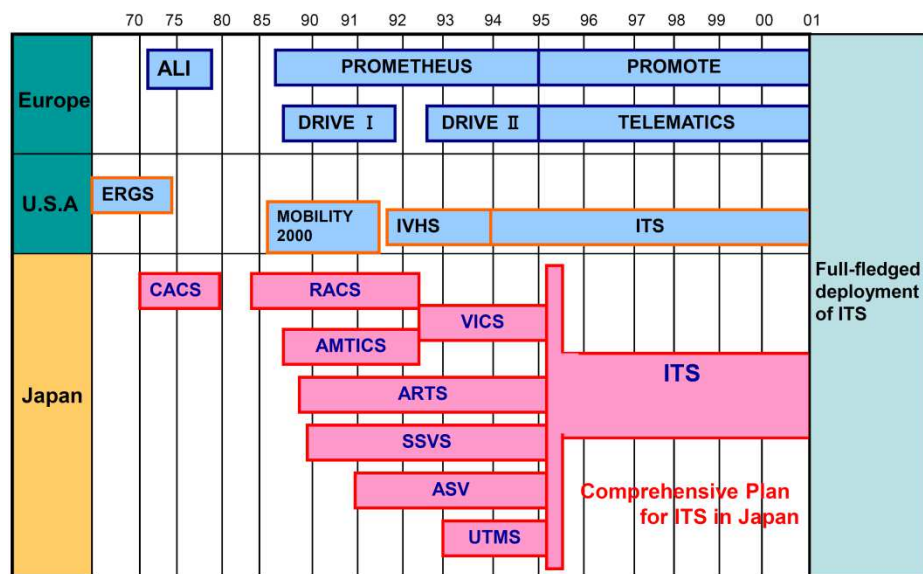 70 75 80 85 90 91 92 93 94 95 96 97 98 99 00 01
Europe
ALI
PROMETHEUS
PROMOTE
DRIVE Ⅰ
DRIVE Ⅱ
TELEMATICS
U.S.A
ERGS
MOBILITY
2000
IVHS
ITS
Japan
CACS
RACS
VICS
AMTICS
ARTS
SSVS
ASV
UTMS
ITS
Comprehensive Plan
for ITS in Japan
Full-fledged
deployment
of ITS